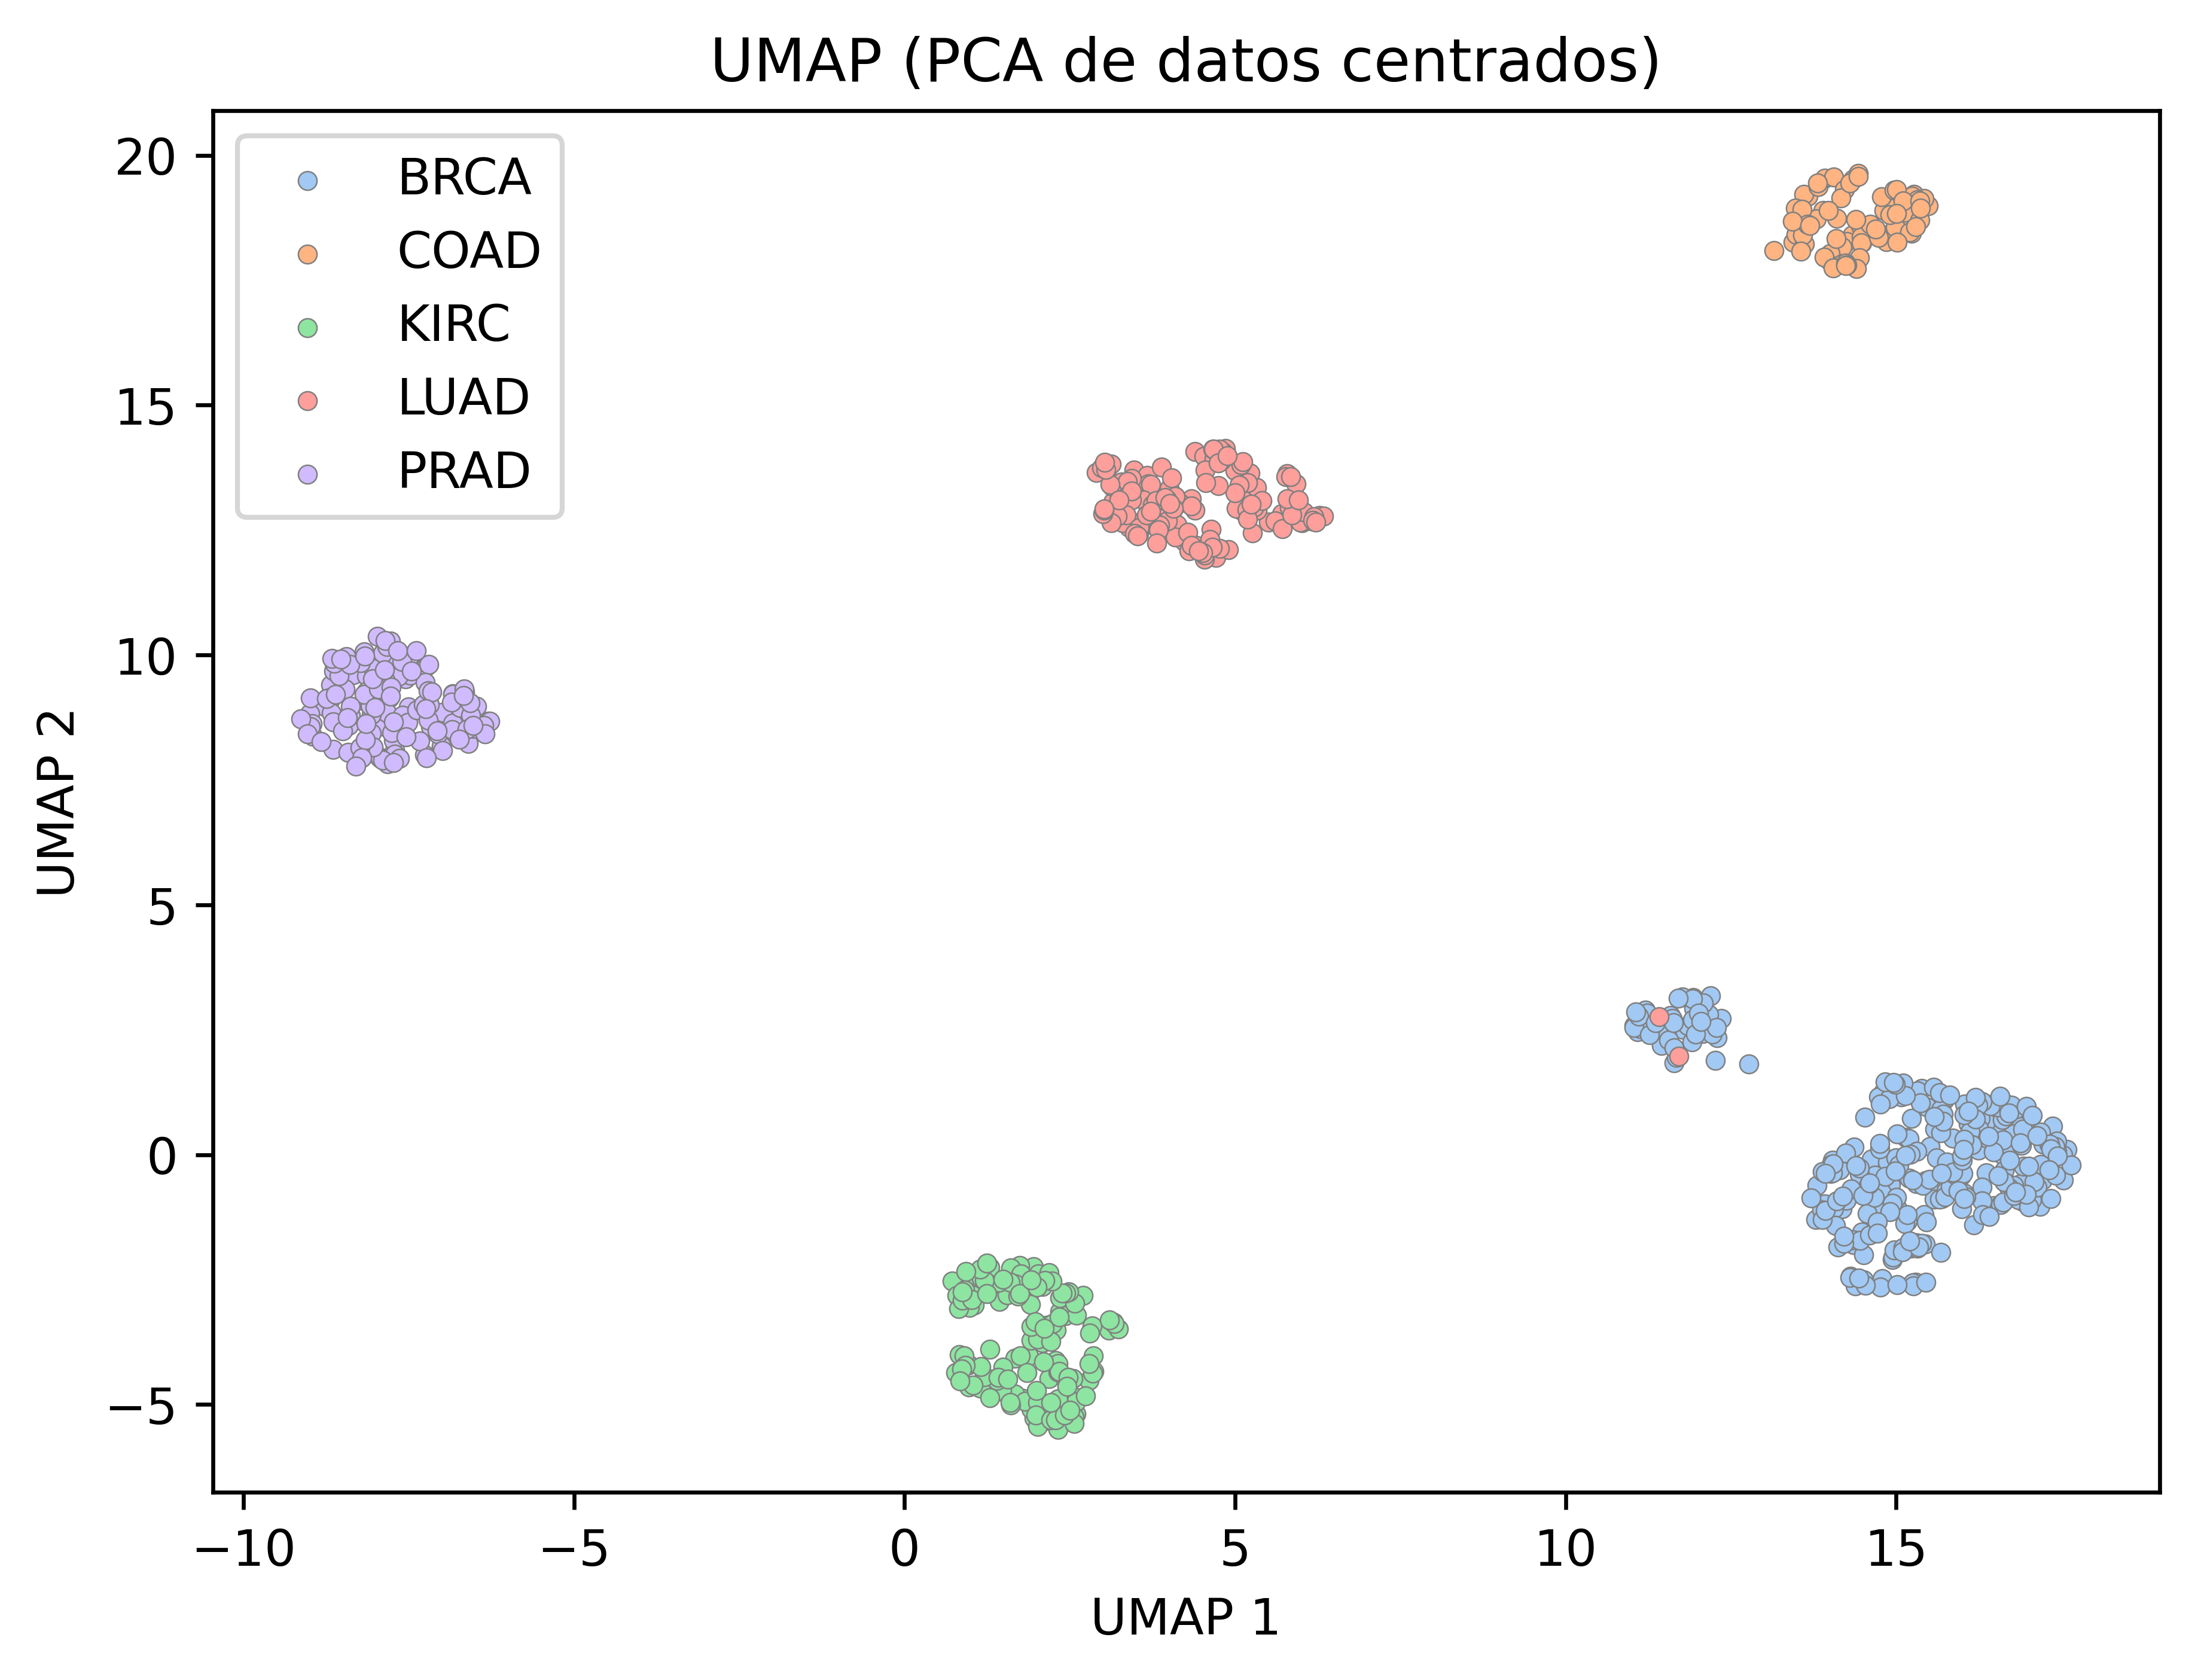 UMAP (PCA de datos centrados)
BRCA
COAD
KIRC
LUAD
PRAD
20
15
10
5
0
−5
UMAP 2
−10
−5
0
5
10
15
UMAP 1